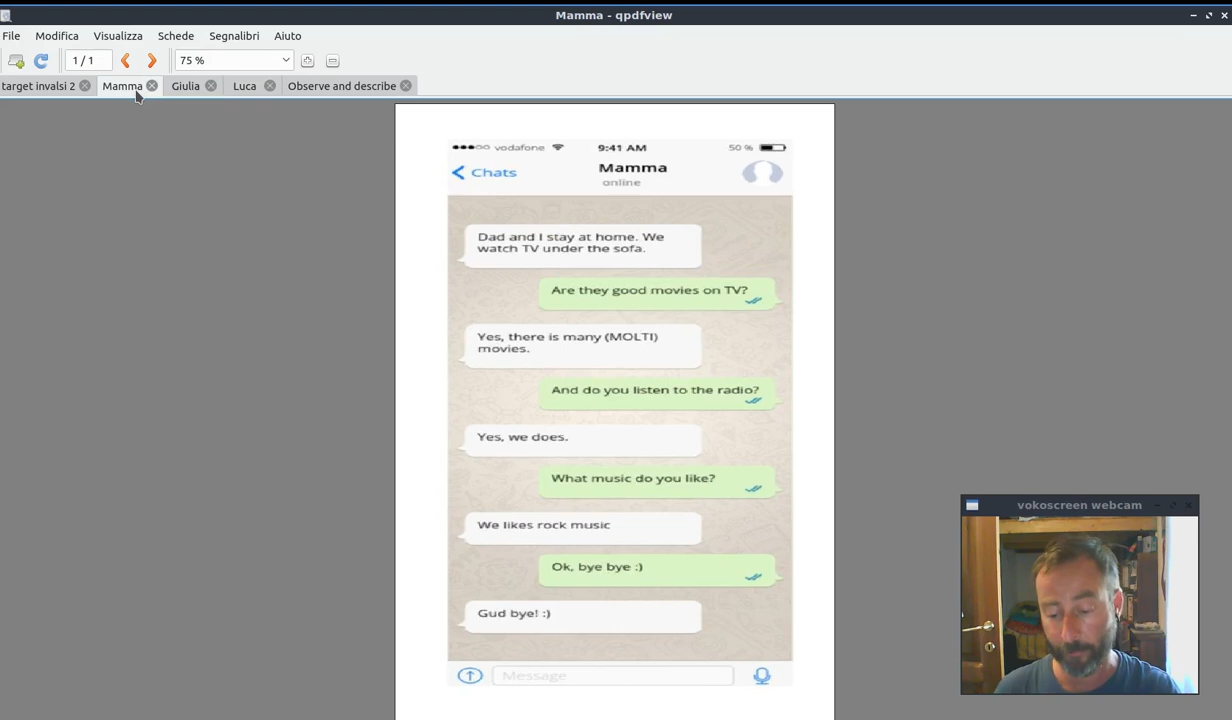 Mamma - qpdfview
File Modifica Visualizza Schede Segnalibri Aiuto
1 / 1 75 %
target invalsi 2 Mamma Giulia Luca Observe and describe
vodafone 9:41 AM 50 %
Chats Mamma
online
Dad and I stay at home. We
watch TV under the sofa.
Are they good movies on TV?
Yes, there is many (MOLTI)
movies.
And do you listen to the radio?
Yes, we does.
What music do you like?
We likes rock music
Ok, bye bye :)
Gud bye! :)
Message
vokoscreen webcam